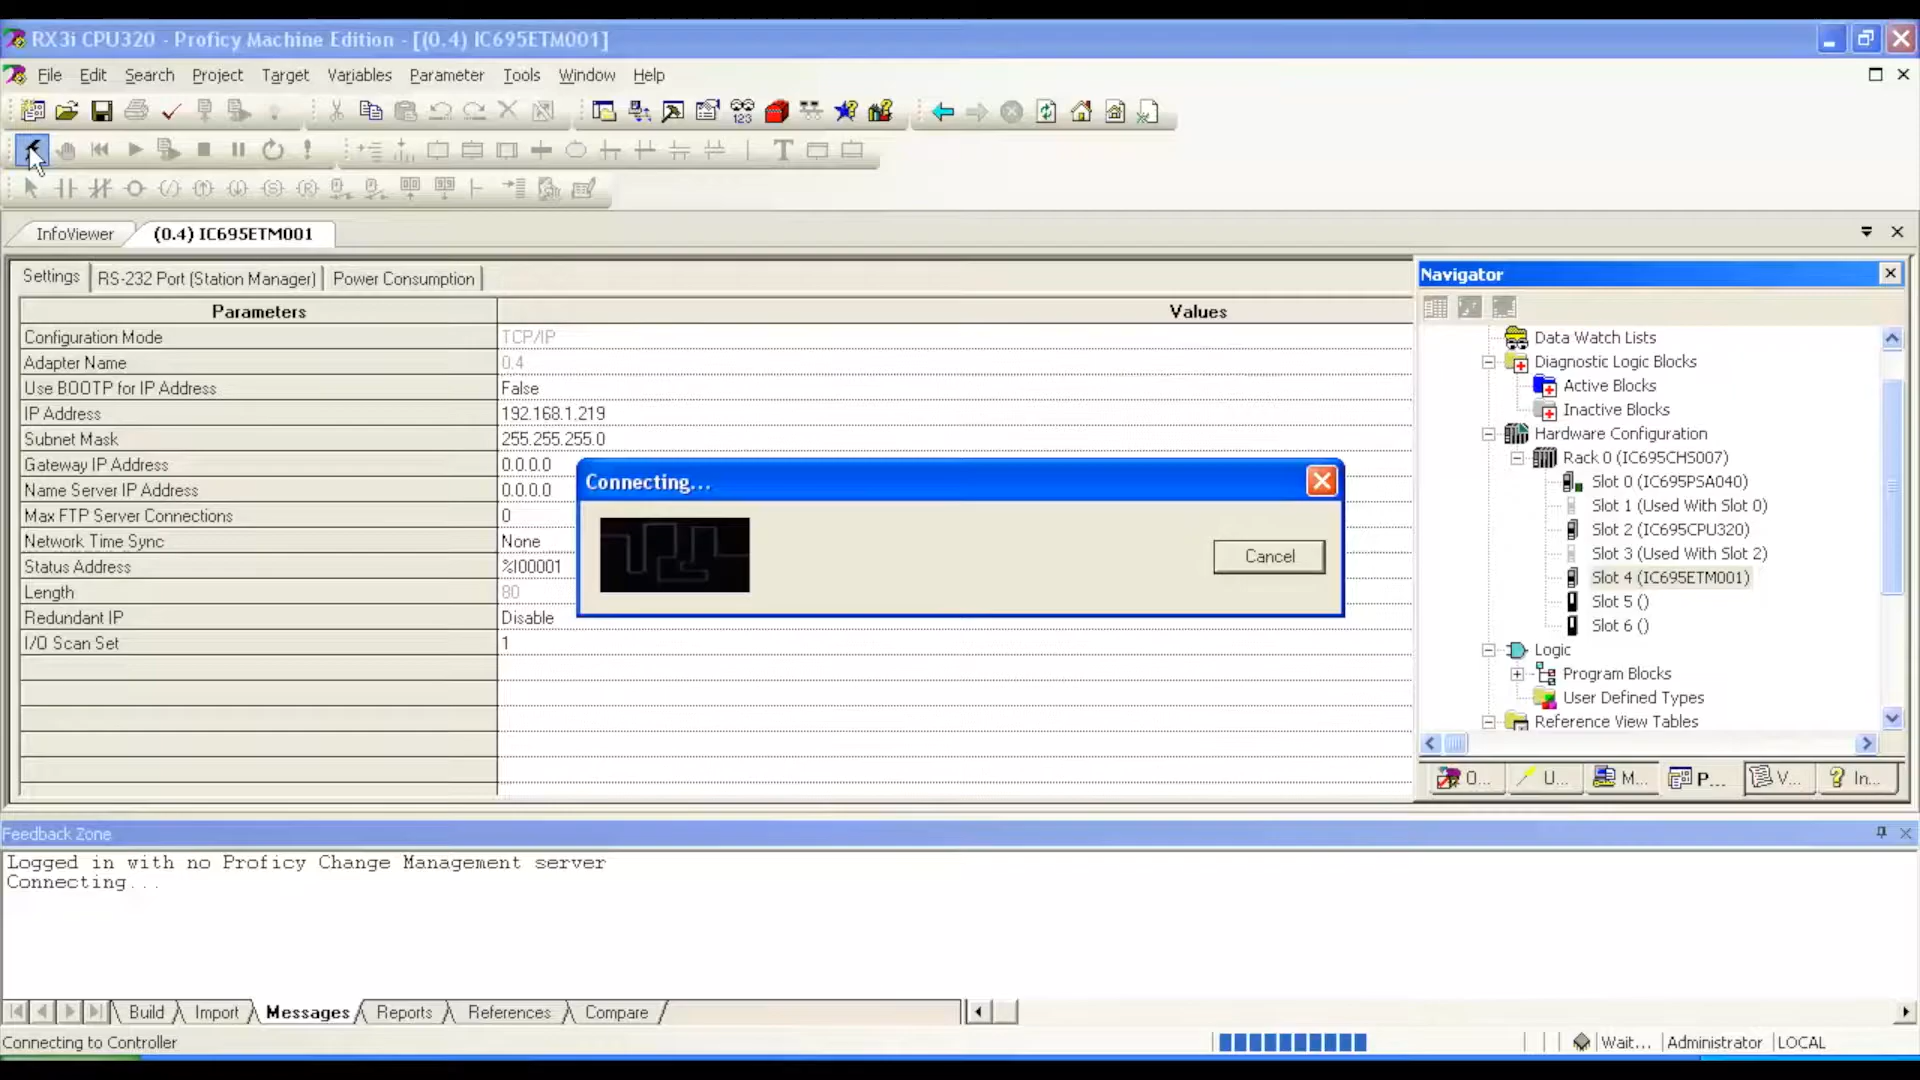 RX3i CPU320 - Proficy Machine Edition - [(0.4) IC695ETM001]
File Edit Search Project Target Variables Parameter Tools Window Help
123
InfoViewer (0.4) IC695ETM001
Settings RS-232 Port (Station Manager) Power Consumption
Parameters Values
Configuration Mode TCP/IP
Adapter Name 0.4
Use BOOTP for IP Address False
IP Address 192.168.1.219
Subnet Mask 255.255.255.0
Gateway IP Address 0.0.0.0
Name Server IP Address 0.0.0.0
Max FTP Server Connections 0
Network Time Sync None
Status Address %I00001
Length 80
Redundant IP Disable
I/O Scan Set 1
Connecting...
Cancel
Navigator
Data Watch Lists
Diagnostic Logic Blocks
Active Blocks
Inactive Blocks
Hardware Configuration
Rack 0 (IC695CHS007)
Slot 0 (IC695PSA040)
Slot 1 (Used With Slot 0)
Slot 2 (IC695CPU320)
Slot 3 (Used With Slot 2)
Slot 4 (IC695ETM001)
Slot 5 ()
Slot 6 ()
Logic
Program Blocks
User Defined Types
Reference View Tables
O... U... M... P... V... In...
Feedback Zone
Logged in with no Proficy Change Management server
Connecting...
Build Import Messages Reports References Compare
Connecting to Controller Wait... Administrator LOCAL